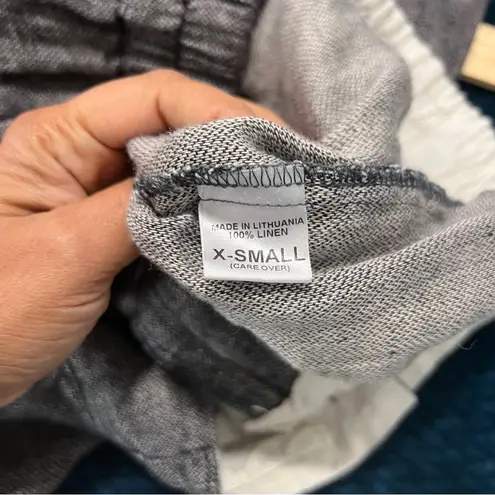 MADE IN LITHUANIA
100% LINEN
X-SMALL
(CARE OVER)